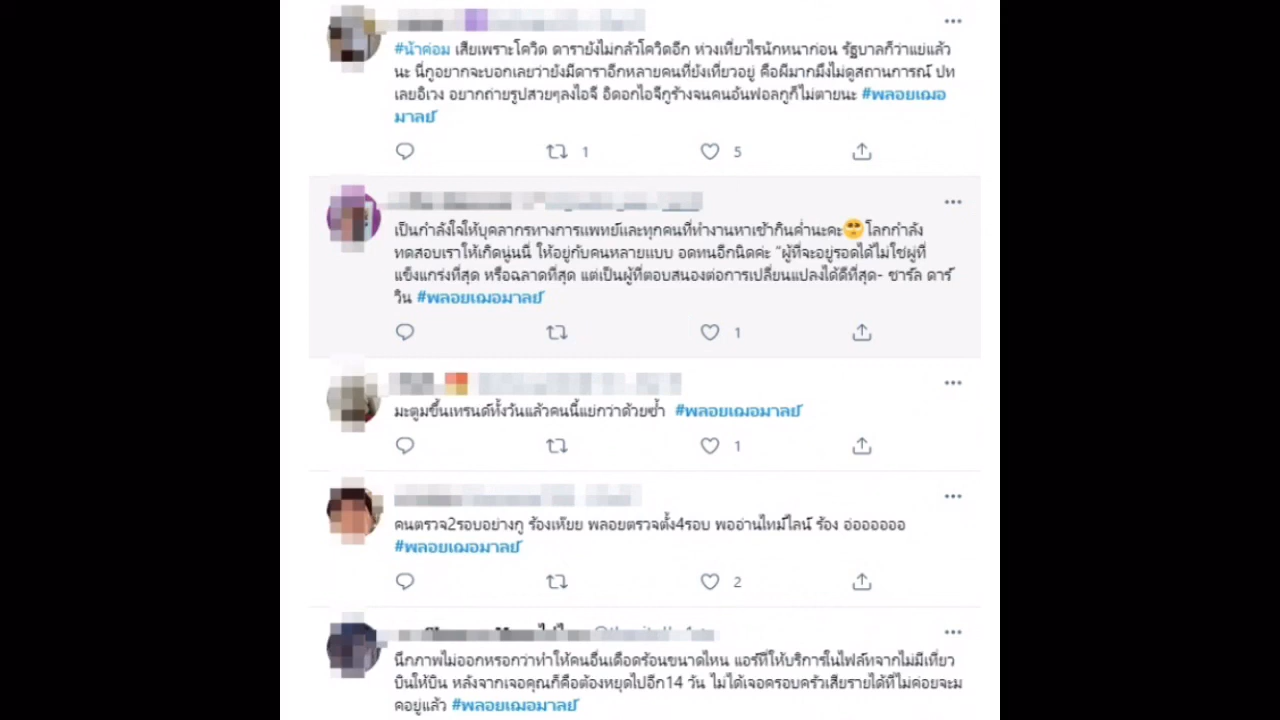 #น้าค่อม เสียเพราะโควิด ดารายังไม่กลัวโควิดอีก ห่วงเที่ยวไรนักหนาก่อน รัฐบาลก็ว่าแย่แล้ว
นะ นี่กูอยากจะบอกเลยว่ายังมีดาราอีกหลายคนที่ยังเที่ยวอยู่ คือผีมากมึงไม่ดูสถานการณ์ ปท
เลยอิเวง อยากถ่ายรูปสวยๆลงไอจี อิดอกไอจีกูร้างจนคนอันฟอลกูก็ไม่ตายนะ #พลอยเฌอ
มาลย์
1
5
เป็นกำลังใจให้บุคลากรทางการแพทย์และทุกคนที่ทำงานหาเช้ากินค่ำนะคะ🥺โลกกำลัง
ทดสอบเราให้เกิดนู่นนี่ ให้อยู่กับคนหลายแบบ อดทนอีกนิดค่ะ "ผู้ที่จะอยู่รอดได้ไม่ใช่ผู้ที่
แข็งแกร่งที่สุด หรือฉลาดที่สุด แต่เป็นผู้ที่ตอบสนองต่อการเปลี่ยนแปลงได้ดีที่สุด- ชาร์ล ดาร์
วิน #พลอยเฌอมาลย์
1
มะตูมขึ้นเทรนด์ทั้งวันแล้วคนนี้แย่กว่าด้วยซ้ำ #พลอยเฌอมาลย์
1
คนตรวจ2รอบอย่างกู ร้องเห้ยย พลอยตรวจตั้ง4รอบ พออ่านไทม์ไลน์ ร้อง อ่อออออออ
#พลอยเฌอมาลย์
2
นึกภาพไม่ออกหรอกว่าทำให้คนอื่นเดือดร้อนขนาดไหน แอร์ที่ให้บริการในไฟล์ทจากไม่มีเที่ยว
บินให้บิน หลังจากเจอคุณก็คือต้องหยุดไปอีก14 วัน ไม่ได้เจอครอบครัวเสียรายได้ที่ไม่ค่อยจะม
คอยู่แล้ว #พลอยเฌอมาลย์